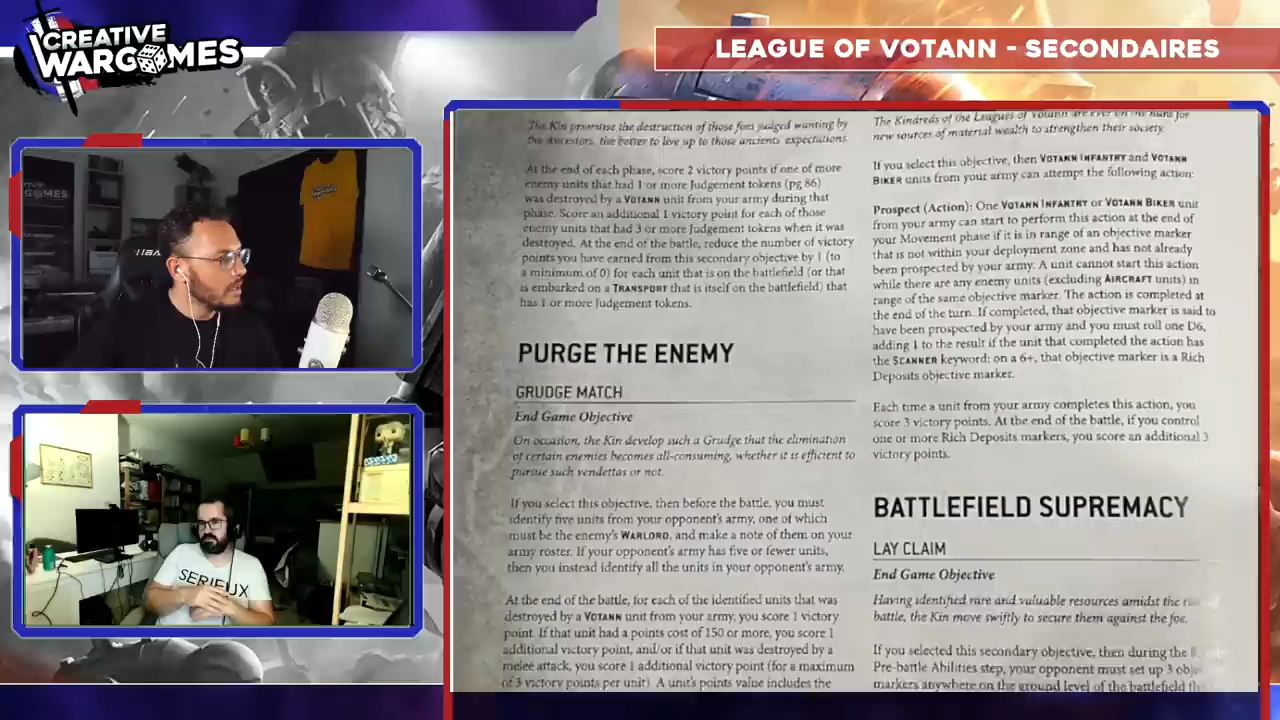 CREATIVE
WARGAMES
LEAGUE OF VOTANN - SECONDAIRES
SERIEUX
The Kin prioritise the destruction of those foes judged wanting by
the Ancestors, the better to live up to those ancients expectations.
At the end of each phase, score 2 victory points if one of more
enemy units that had 1 or more Judgement tokens (pg 86)
was destroyed by a VOTANN unit from your army during that
phase. Score an additional 1 victory point for each of those
enemy units that had 3 or more Judgement tokens when it was
destroyed. At the end of the battle, reduce the number of victory
points you have earned from this secondary objective by 1 (to
a minimum of 0) for each unit that is on the battlefield (or that
is embarked on a TRANSPORT that is itself on the battlefield) that
has 1 or more Judgement tokens.
PURGE THE ENEMY
GRUDGE MATCH
End Game Objective
On occasion, the Kin develop such a Grudge that the elimination
of certain enemies becomes all-consuming, whether it is efficient to
pursue such vendettas or not.
If you select this objective, then before the battle, you must
identify five units from your opponent's army, one of which
must be the enemy's WARLORD, and make a note of them on your
army roster. If your opponent's army has five or fewer units,
then you instead identify all the units in your opponent's army.
At the end of the battle, for each of the identified units that was
destroyed by a VOTANN unit from your army, you score 1 victory
point. If that unit had a points cost of 150 or more, you score 1
additional victory point, and/or if that unit was destroyed by a
melee attack, you score 1 additional victory point (for a maximum
of 3 victory points per unit) A unit's points value includes the
The Kindreds of the Leagues of Votann are ever on the hunt for
new sources of material wealth to strengthen their society.
If you select this objective, then VOTANN INFANTRY and VOTANN
BIKER units from your army can attempt the following action:
Prospect (Action): One VOTANN INFANTRY or VOTANN BIKER unit
from your army can start to perform this action at the end of
your Movement phase if it is in range of an objective marker
that is not within your deployment zone and has not already
been prospected by your army. A unit cannot start this action
while there are any enemy units (excluding AIRCRAFT units) in
range of the same objective marker. The action is completed at
the end of the turn. If completed, that objective marker is said to
have been prospected by your army and you must roll one D6,
adding 1 to the result if the unit that completed the action has
the SCANNER keyword: on a 6+, that objective marker is a Rich
Deposits objective marker.
Each time a unit from your army completes this action, you
score 3 victory points. At the end of the battle, if you control
one or more Rich Deposits markers, you score an additional 3
victory points.
BATTLEFIELD SUPREMACY
LAY CLAIM
End Game Objective
Having identified rare and valuable resources amidst the
battle, the Kin move swiftly to secure them against the foe.
If you selected this secondary objective, then during the
Pre-battle Abilities step, your opponent must set up 3
markers anywhere on the ground level of the battlefield